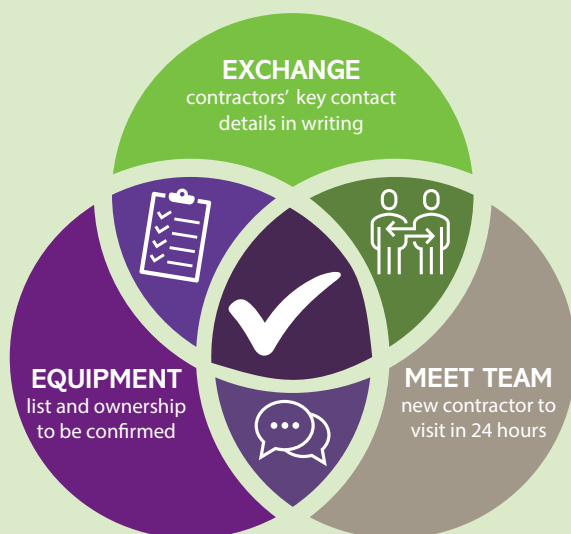 EXCHANGE
contractors’ key contact
details in writing
EQUIPMENT
list and ownership
to be confirmed
MEET TEAM
new contractor to
visit in 24 hours